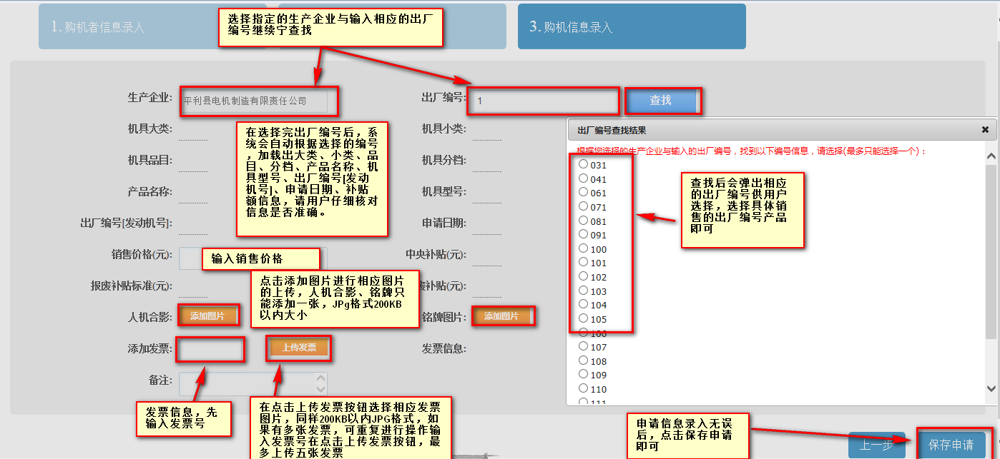 1. 购机者信息录入
选择指定的生产企业与输入相应的出厂
编号继续宁查找
3. 购机信息录入
生产企业:
平利县电机制造有限责任公司
出厂编号:
1
查找
机具大类:
机具小类:
机具品目:
机具分档:
产品名称:
机具型号:
出厂编号[发动机号]:
申请日期:
销售价格(元):
中央补贴(元):
报废补贴标准(元):
废补贴(元):
人机合影:
添加图片
铭牌图片:
添加图片
添加发票:
上传发票
发票信息:
备注:
在选择完出厂编号后，系
统会自动根据选择的编号
，加载出大类、小类、品
目、分档、产品名称、机
具型号、出厂编号[发动
机号]、申请日期、补贴
额信息，请用户仔细核对
信息是否准确。
输入销售价格
点击添加图片进行相应图片
的上传，人机合影、铭牌只
能添加一张，JPg格式200KB
以内大小
发票信息，先
输入发票号
在点击上传发票按钮选择相应发票
图片，同样200KB以内JPG格式，如
果有多张发票，可重复进行操作输
入发票号在点击上传发票按钮，最
多上传五张发票
出厂编号查找结果
根据您选择的生产企业与输入的出厂编号，找到以下编号信息，请选择(最多只能选择一个)：
031
041
061
071
081
091
100
101
102
103
104
105
106
107
108
109
110
111
查找后会弹出相应
的出厂编号供用户
选择，选择具体销
售的出厂编号产品
即可
申请信息录入无误
后，点击保存申请
即可
上一步
保存申请